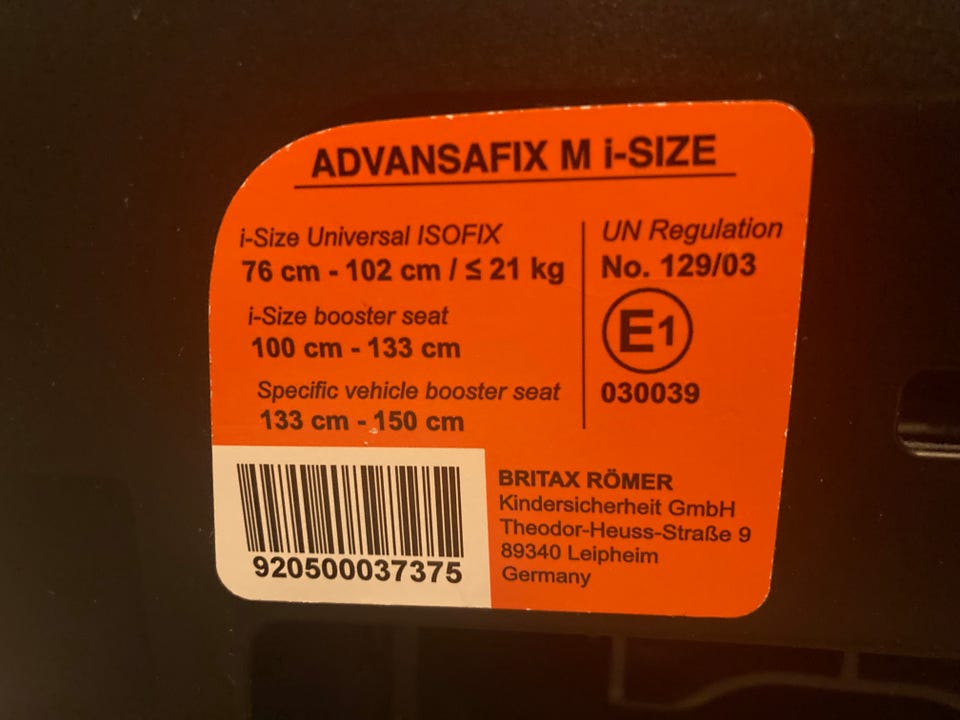 ADVANSAFIX M i-SIZE
i-Size Universal ISOFIX
76 cm - 102 cm / ≤ 21 kg
i-Size booster seat
100 cm - 133 cm
Specific vehicle booster seat
133 cm - 150 cm
UN Regulation
No. 129/03
E1
030039
920500037375
BRITAX RÖMER
Kindersicherheit GmbH
Theodor-Heuss-Straße 9
89340 Leipheim
Germany